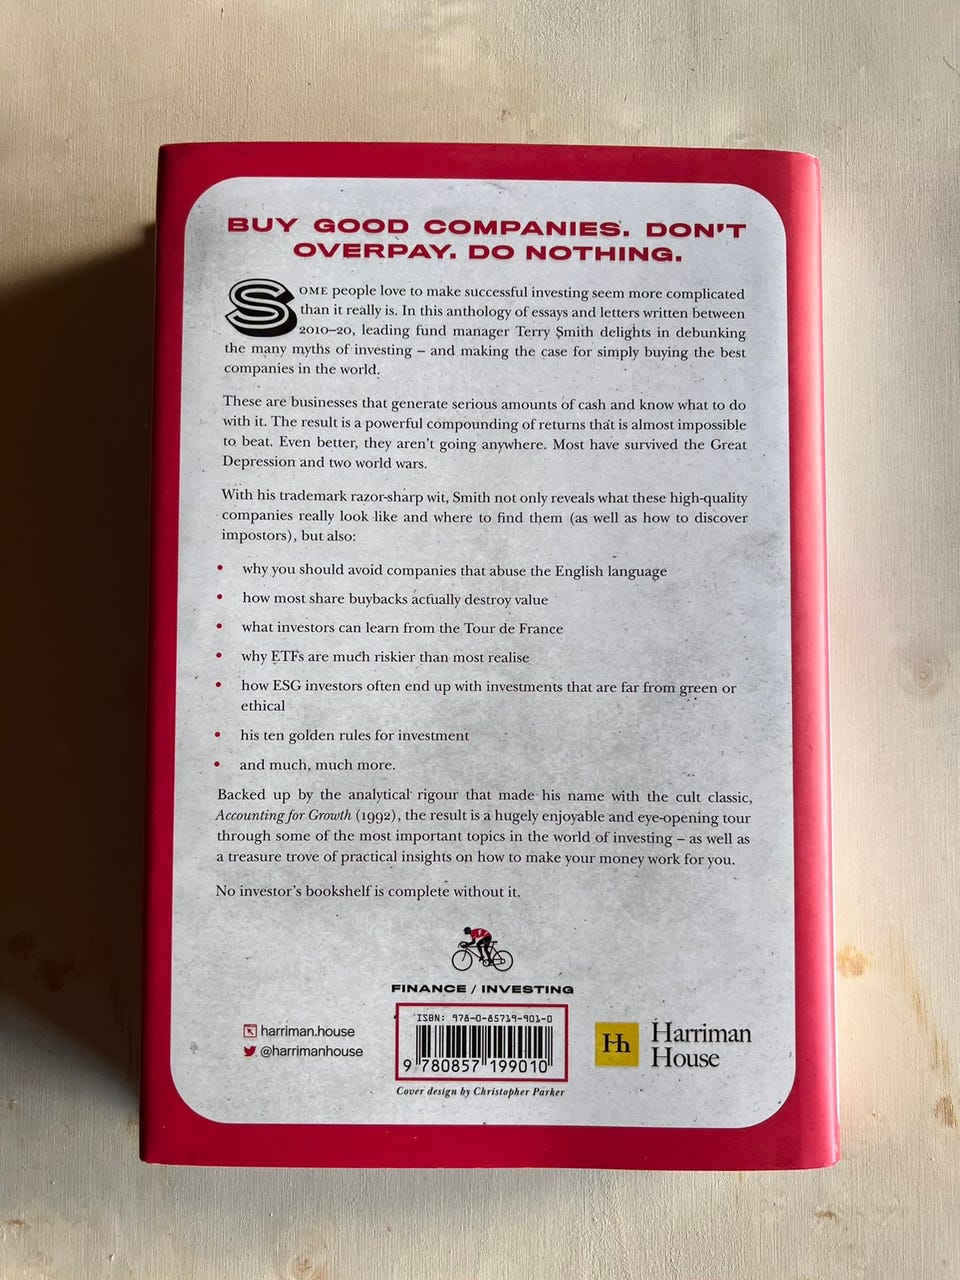 BUY GOOD COMPANIES. DON'T
OVERPAY. DO NOTHING.
SOME people love to make successful investing seem more complicated
than it really is. In this anthology of essays and letters written between
2010–20, leading fund manager Terry Smith delights in debunking
the many myths of investing – and making the case for simply buying the best
companies in the world.
These are businesses that generate serious amounts of cash and know what to do
with it. The result is a powerful compounding of returns that is almost impossible
to beat. Even better, they aren't going anywhere. Most have survived the Great
Depression and two world wars.
With his trademark razor-sharp wit, Smith not only reveals what these high-quality
companies really look like and where to find them (as well as how to discover
impostors), but also:
• why you should avoid companies that abuse the English language
• how most share buybacks actually destroy value
• what investors can learn from the Tour de France
• why ETFs are much riskier than most realise
• how ESG investors often end up with investments that are far from green or
ethical
• his ten golden rules for investment
• and much, much more.
Backed up by the analytical rigour that made his name with the cult classic,
Accounting for Growth (1992), the result is a hugely enjoyable and eye-opening tour
through some of the most important topics in the world of investing – as well as
a treasure trove of practical insights on how to make your money work for you.
No investor's bookshelf is complete without it.
FINANCE / INVESTING
harriman.house
@harrimanhouse
ISBN: 978-0-85719-901-0
9 780857 199010
Cover design by Christopher Parker
Hh
Harriman
House